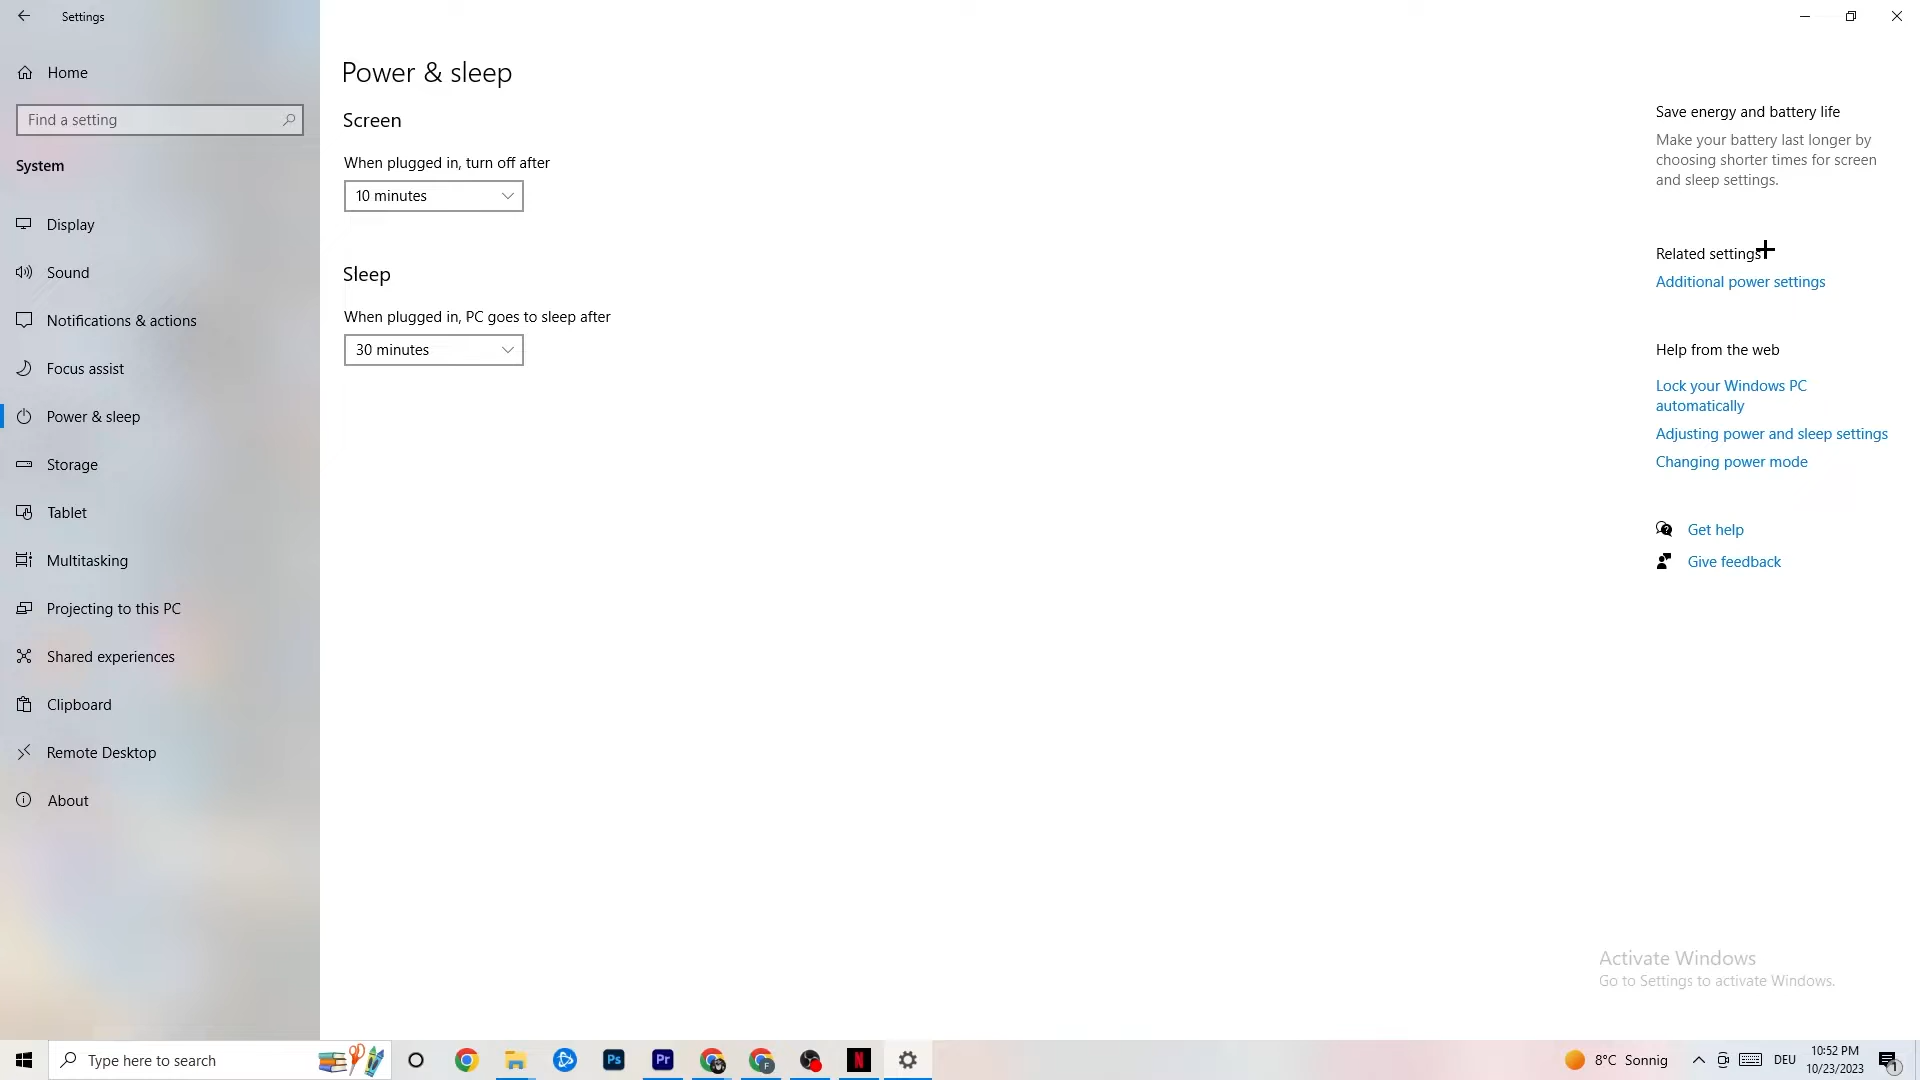 Settings
Home
Find a setting
System
Display
Sound
Notifications & actions
Focus assist
Power & sleep
Storage
Tablet
Multitasking
Projecting to this PC
Shared experiences
Clipboard
Remote Desktop
About
Power & sleep
Screen
When plugged in, turn off after
10 minutes
Sleep
When plugged in, PC goes to sleep after
30 minutes
Save energy and battery life
Make your battery last longer by
choosing shorter times for screen
and sleep settings.
Related settings
Additional power settings
Help from the web
Lock your Windows PC
automatically
Adjusting power and sleep settings
Changing power mode
Get help
Give feedback
Activate Windows
Go to Settings to activate Windows.
Type here to search
Ps
Pr
F
N
8°C Sonnig
DEU
10:52 PM
10/23/2023
1